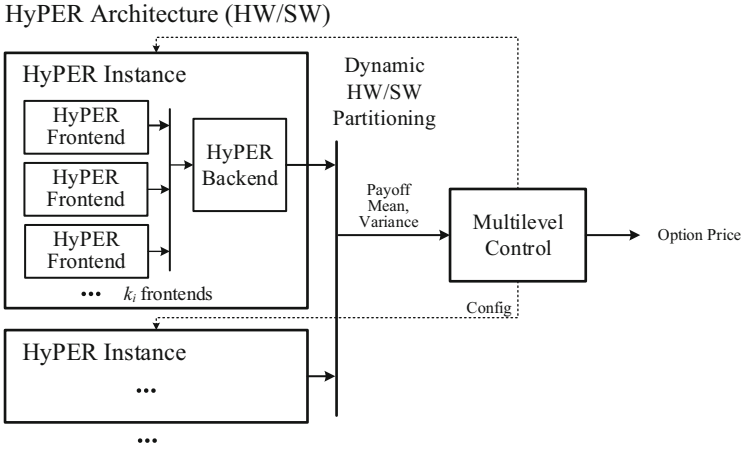 HyPER Architecture (HW/SW)
HyPER Instance
HyPER
Frontend
HyPER
Frontend
HyPER
Frontend
••• kᵢ frontends
HyPER
Backend
Dynamic
HW/SW
Partitioning
Payoff
Mean,
Variance
Multilevel
Control
Option Price
Config
HyPER Instance
•••
•••